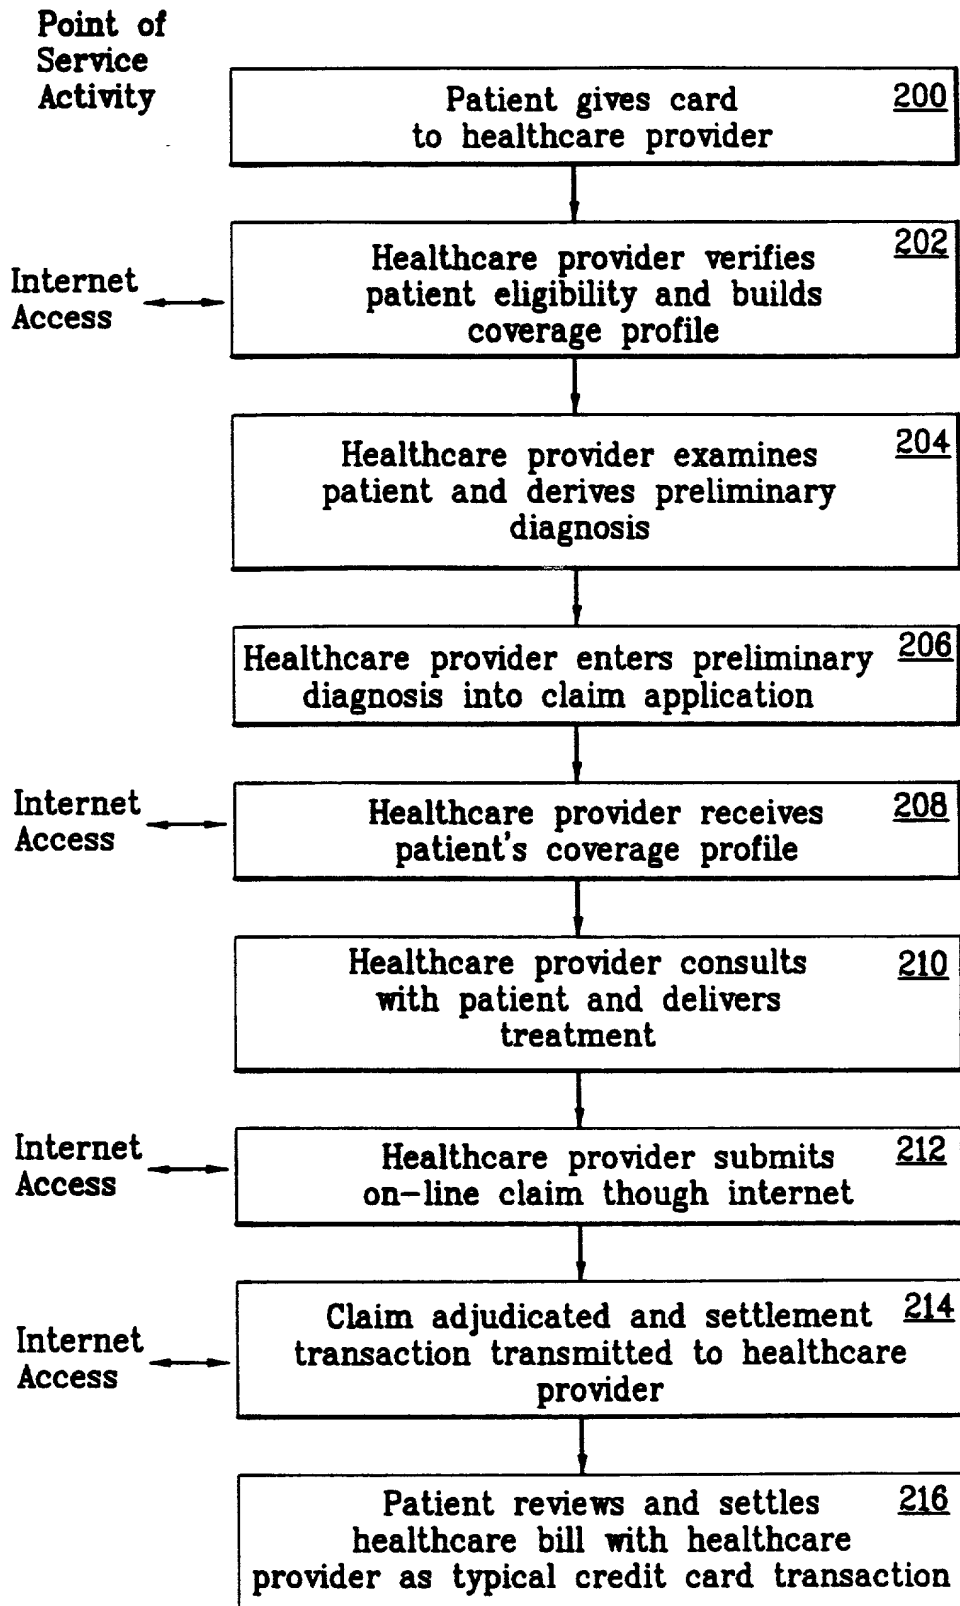 Point of
Service
Activity
Patient gives card
to healthcare provider
200
Healthcare provider verifies
patient eligibility and builds
coverage profile
202
Internet
Access
Healthcare provider examines
patient and derives preliminary
diagnosis
204
Healthcare provider enters preliminary
diagnosis into claim application
206
Internet
Access
Healthcare provider receives
patient's coverage profile
208
Healthcare provider consults
with patient and delivers
treatment
210
Internet
Access
Healthcare provider submits
on-line claim though internet
212
Internet
Access
Claim adjudicated and settlement
transaction transmitted to healthcare
provider
214
Patient reviews and settles
healthcare bill with healthcare
provider as typical credit card transaction
216